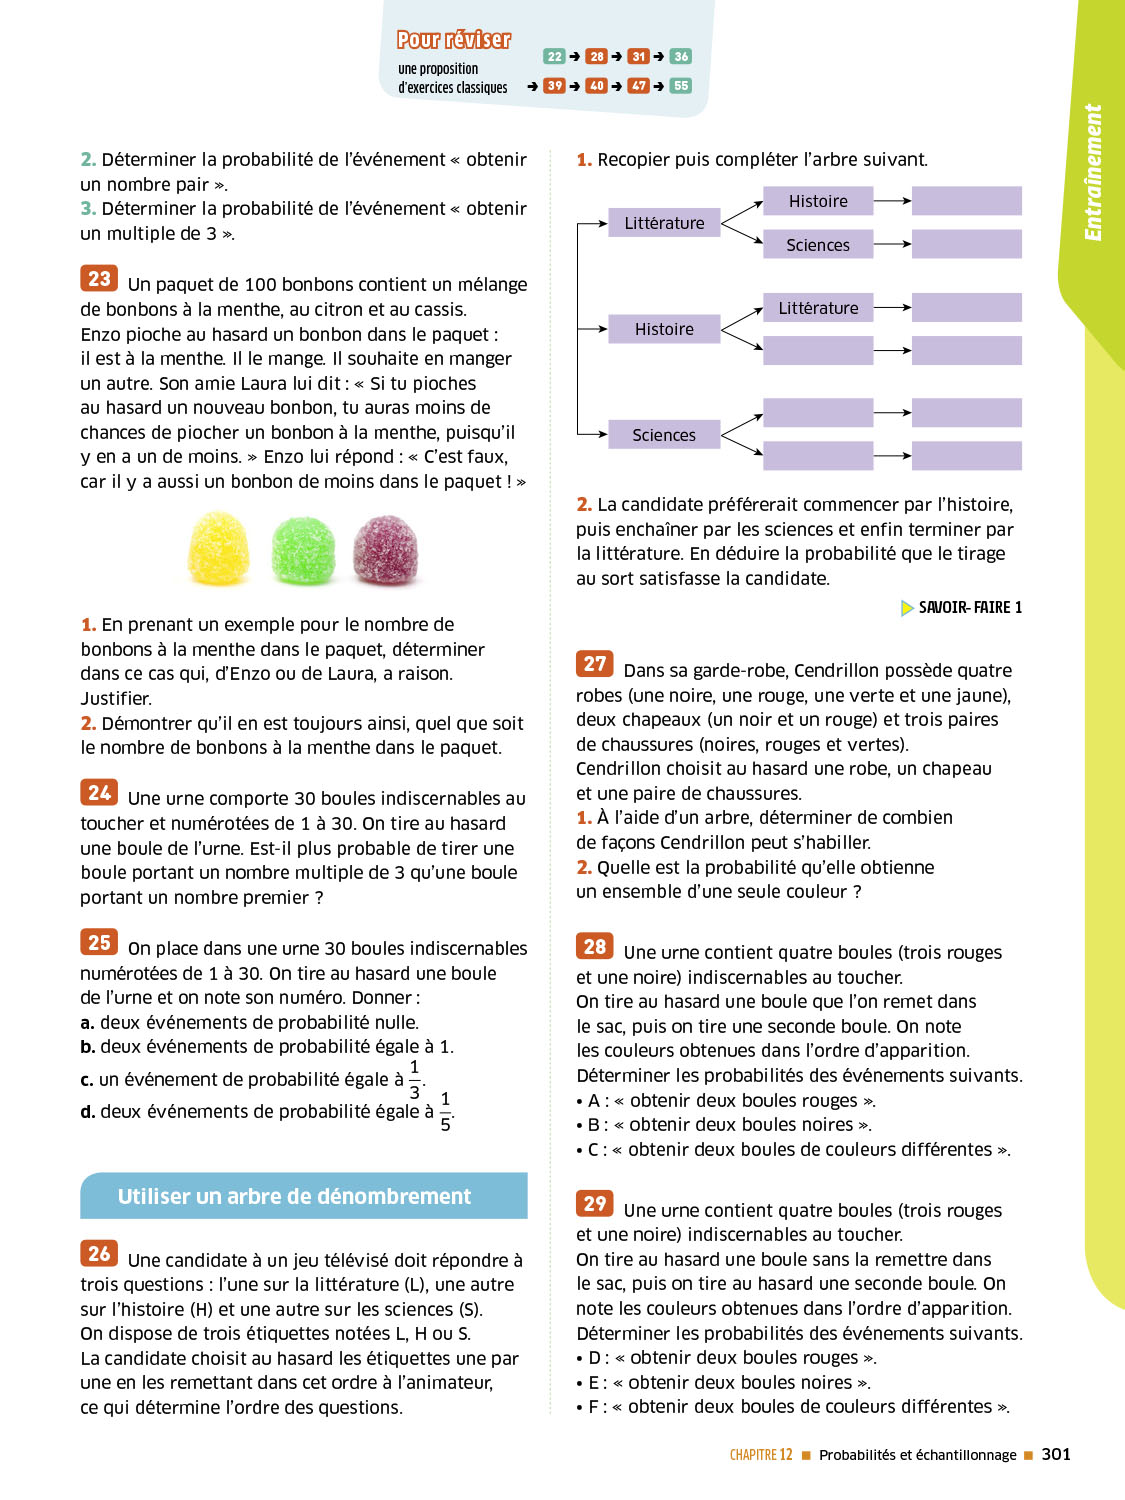 Pour réviser
une proposition
d'exercices classiques
22 ➔ 28 ➔ 31 ➔ 36
➔ 39 ➔ 40 ➔ 47 ➔ 55
Entraînement
2. Déterminer la probabilité de l'événement « obtenir
un nombre pair ».
3. Déterminer la probabilité de l'événement « obtenir
un multiple de 3 ».
23 Un paquet de 100 bonbons contient un mélange
de bonbons à la menthe, au citron et au cassis.
Enzo pioche au hasard un bonbon dans le paquet :
il est à la menthe. Il le mange. Il souhaite en manger
un autre. Son amie Laura lui dit : « Si tu pioches
au hasard un nouveau bonbon, tu auras moins de
chances de piocher un bonbon à la menthe, puisqu'il
y en a un de moins. » Enzo lui répond : « C'est faux,
car il y a aussi un bonbon de moins dans le paquet ! »
1. En prenant un exemple pour le nombre de
bonbons à la menthe dans le paquet, déterminer
dans ce cas qui, d'Enzo ou de Laura, a raison.
Justifier.
2. Démontrer qu'il en est toujours ainsi, quel que soit
le nombre de bonbons à la menthe dans le paquet.
24 Une urne comporte 30 boules indiscernables au
toucher et numérotées de 1 à 30. On tire au hasard
une boule de l'urne. Est-il plus probable de tirer une
boule portant un nombre multiple de 3 qu'une boule
portant un nombre premier ?
25 On place dans une urne 30 boules indiscernables
numérotées de 1 à 30. On tire au hasard une boule
de l'urne et on note son numéro. Donner :
a. deux événements de probabilité nulle.
b. deux événements de probabilité égale à 1.
c. un événement de probabilité égale à 1/3.
d. deux événements de probabilité égale à 1/5.
Utiliser un arbre de dénombrement
26 Une candidate à un jeu télévisé doit répondre à
trois questions : l'une sur la littérature (L), une autre
sur l'histoire (H) et une autre sur les sciences (S).
On dispose de trois étiquettes notées L, H ou S.
La candidate choisit au hasard les étiquettes une par
une en les remettant dans cet ordre à l'animateur,
ce qui détermine l'ordre des questions.
1. Recopier puis compléter l'arbre suivant.
Histoire
Littérature
Sciences
Littérature
Histoire
Sciences
2. La candidate préférerait commencer par l'histoire,
puis enchaîner par les sciences et enfin terminer par
la littérature. En déduire la probabilité que le tirage
au sort satisfasse la candidate.
SAVOIR-FAIRE 1
27 Dans sa garde-robe, Cendrillon possède quatre
robes (une noire, une rouge, une verte et une jaune),
deux chapeaux (un noir et un rouge) et trois paires
de chaussures (noires, rouges et vertes).
Cendrillon choisit au hasard une robe, un chapeau
et une paire de chaussures.
1. À l'aide d'un arbre, déterminer de combien
de façons Cendrillon peut s'habiller.
2. Quelle est la probabilité qu'elle obtienne
un ensemble d'une seule couleur ?
28 Une urne contient quatre boules (trois rouges
et une noire) indiscernables au toucher.
On tire au hasard une boule que l'on remet dans
le sac, puis on tire une seconde boule. On note
les couleurs obtenues dans l'ordre d'apparition.
Déterminer les probabilités des événements suivants.
• A : « obtenir deux boules rouges ».
• B : « obtenir deux boules noires ».
• C : « obtenir deux boules de couleurs différentes ».
29 Une urne contient quatre boules (trois rouges
et une noire) indiscernables au toucher.
On tire au hasard une boule sans la remettre dans
le sac, puis on tire au hasard une seconde boule. On
note les couleurs obtenues dans l'ordre d'apparition.
Déterminer les probabilités des événements suivants.
• D : « obtenir deux boules rouges ».
• E : « obtenir deux boules noires ».
• F : « obtenir deux boules de couleurs différentes ».
CHAPITRE 12 ■ Probabilités et échantillonnage ■ 301